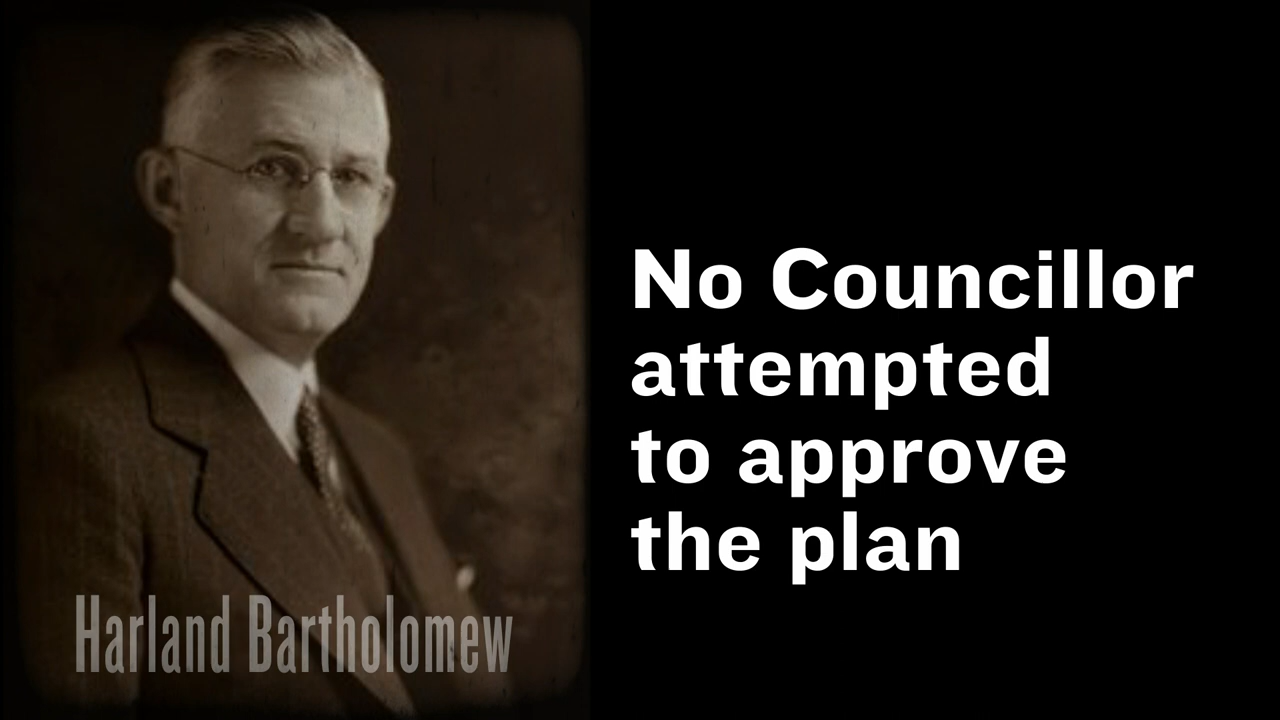 Harland Bartholomew
No Councillor
attempted
to approve
the plan